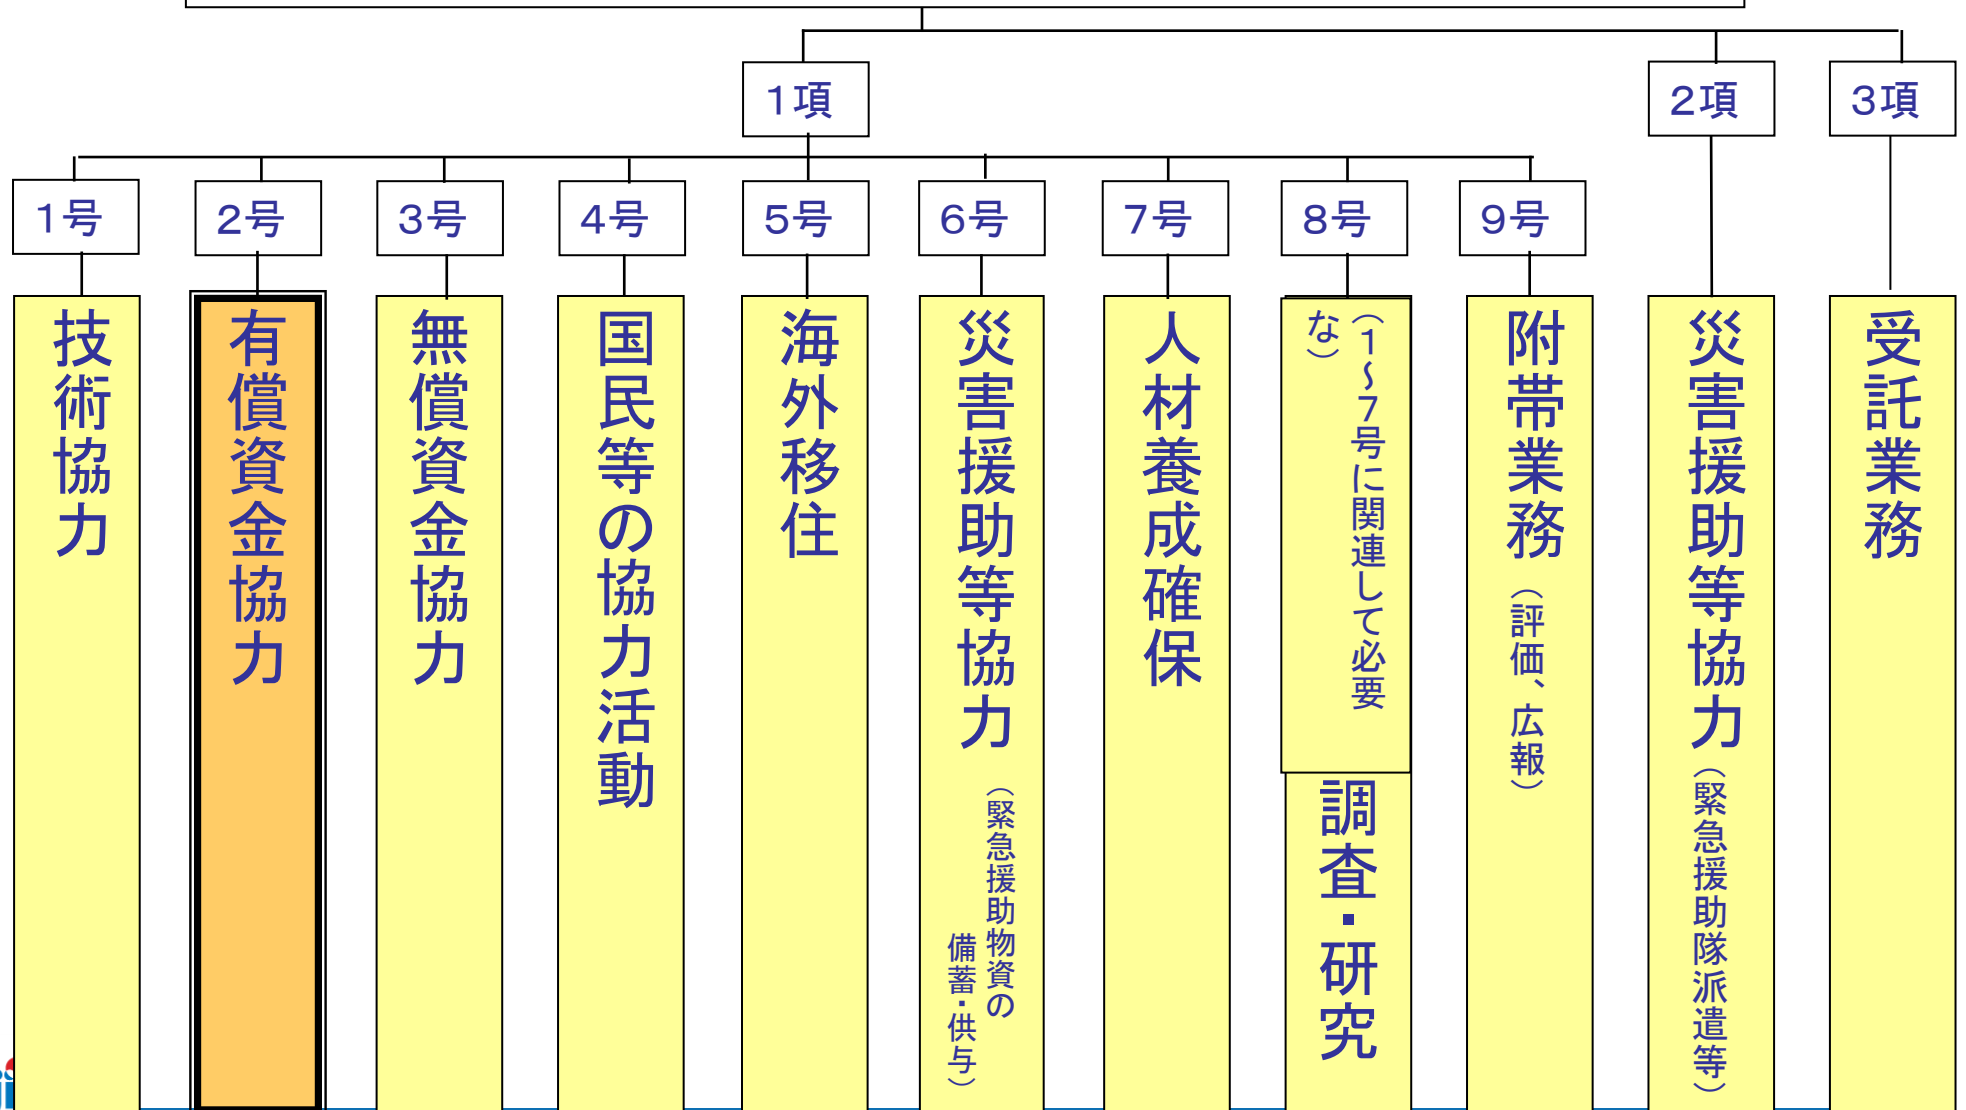 1項
2項
3項
1号
2号
3号
4号
5号
6号
7号
8号
9号
技術協力
有償資金協力
無償資金協力
国民等の協力活動
海外移住
災害援助等協力
（緊急援助物資の
備蓄・供与）
人材養成確保
（1～7号に関連して必要
な）
調査・研究
附帯業務（評価、広報）
災害援助等協力（緊急援助隊派遣等）
受託業務